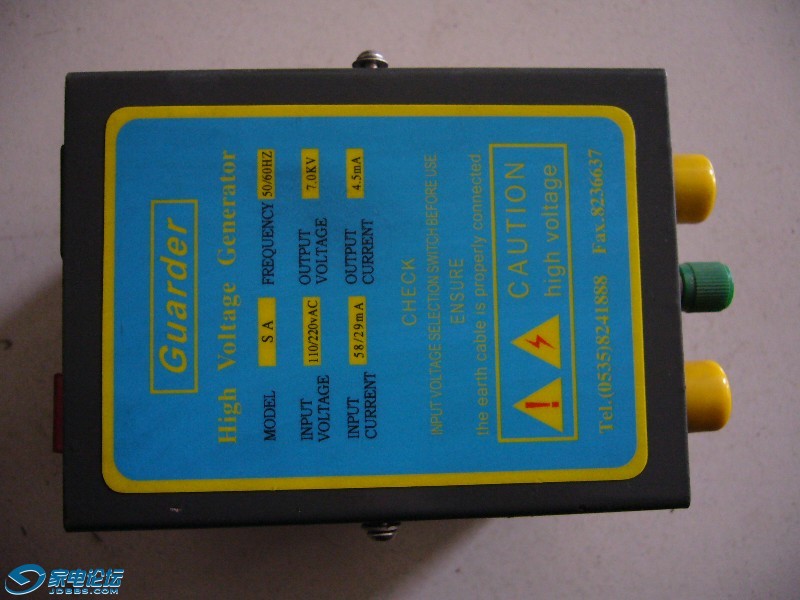 Guarder
High Voltage Generator
MODEL SA FREQUENCY 50/60HZ
INPUT VOLTAGE 110/220vAC OUTPUT VOLTAGE 7.0KV
INPUT CURRENT 58/29mA OUTPUT CURRENT 4.5mA
CHECK
INPUT VOLTAGE SELECTION SWITCH BEFORE USE
ENSURE
the earth cable is properly connected
CAUTION
high voltage
Tel.(0535)8241888 Fax.8236637
家电论坛
JDBBS.COM